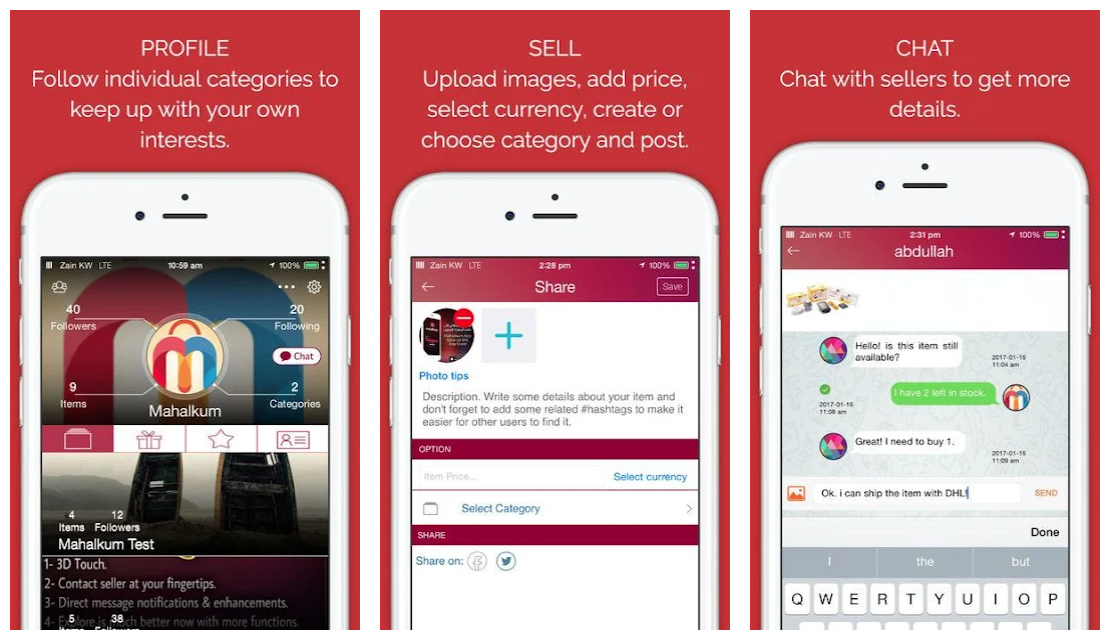 PROFILE
Follow individual categories to
keep up with your own
interests.
Zain KW LTE 10:59 am 100%
40 20
Followers Following
Chat
9 2
Items Categories
Mahalkum
4 12
Items Followers
Mahalkum Test
1- 3D Touch.
2- Contact seller at your fingertips.
3- Direct message notifications & enhancements.
4- Explore is much better now with more functions.
5 38
Items Followers
SELL
Upload images, add price,
select currency, create or
choose category and post.
Zain KW LTE 2:28 pm 100%
Share Save
Photo tips
Description. Write some details about your item and
don't forget to add some related #hashtags to make it
easier for other users to find it.
OPTION
Item Price... Select currency
Select Category
SHARE
Share on:
CHAT
Chat with sellers to get more
details.
Zain KW LTE 2:31 pm 100%
abdullah
Hello! is this item still
available?
2017-01-16
11:04 am
I have 2 left in stock.
2017-01-16
11:08 am
Great! I need to buy 1.
2017-01-16
11:09 am
Ok. i can ship the item with DHL! SEND
Done
I the but
Q W E R T Y U I O P